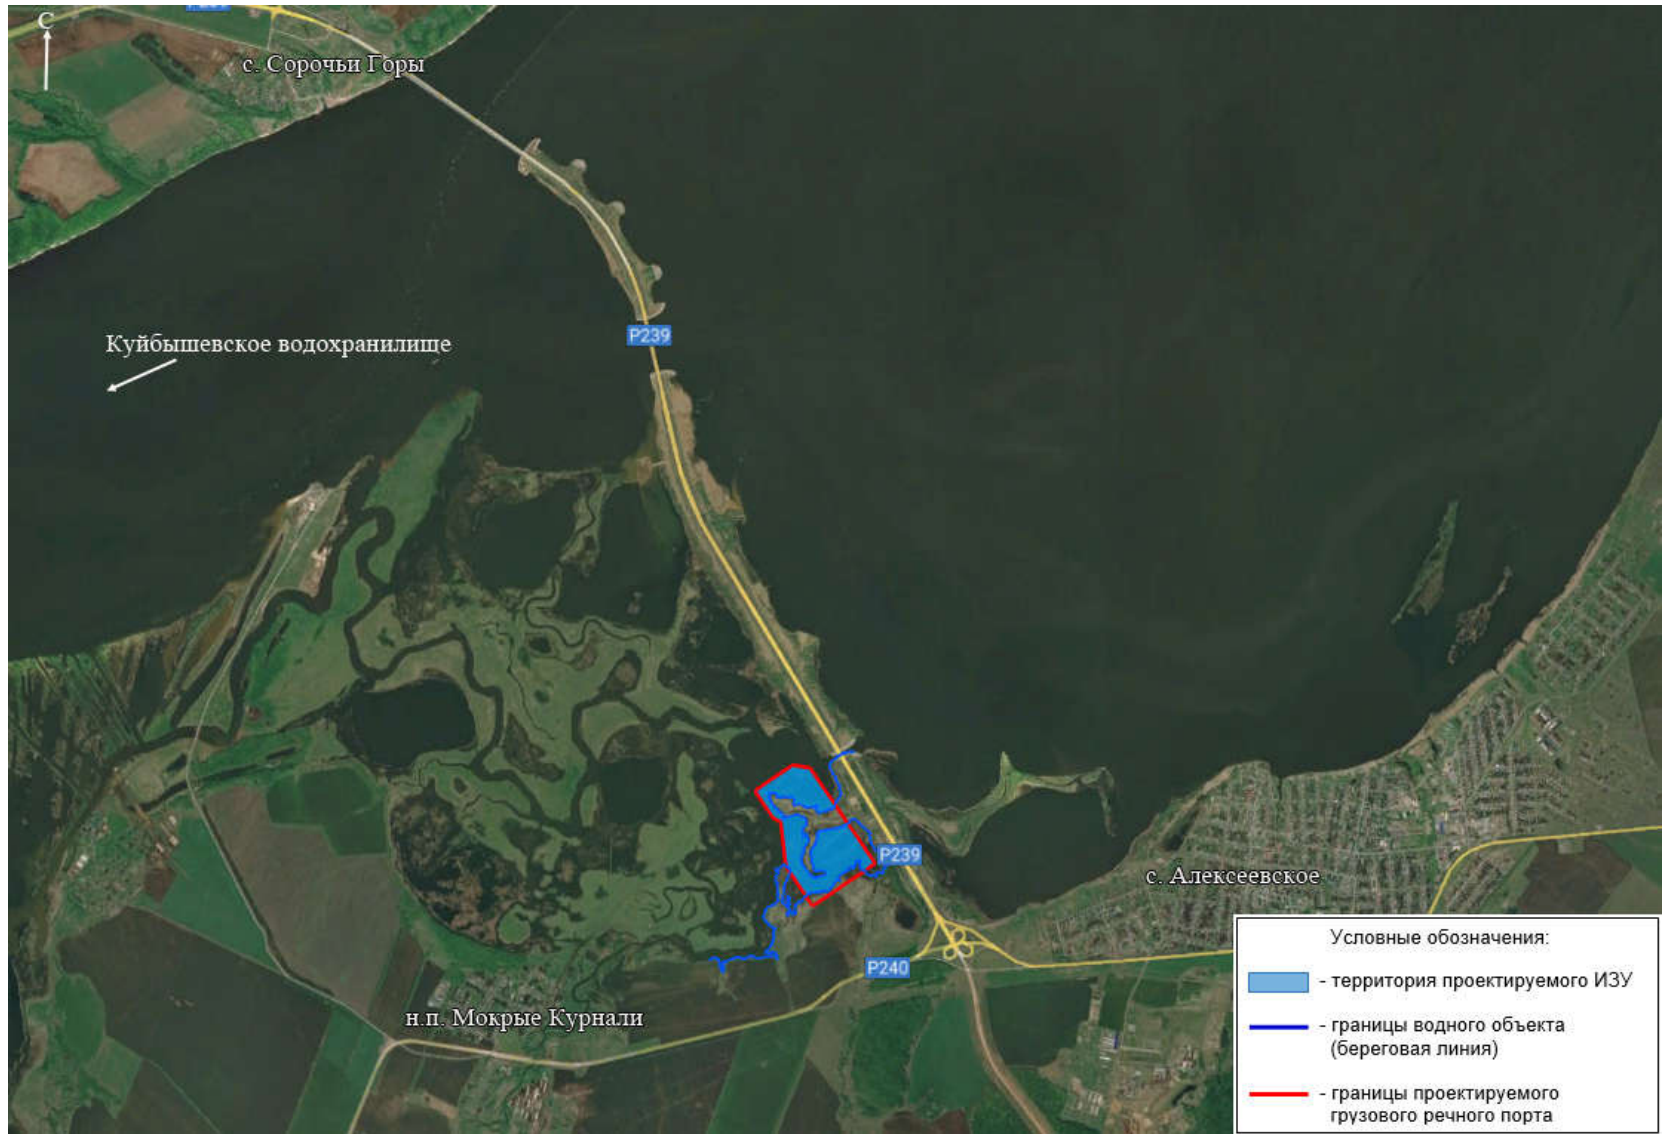 С
с. Сорочьи Горы
Р239
Куйбышевское водохранилище
Р239
с. Алексеевское
Р240
н.п. Мокрые Курнали
Условные обозначения:
- территория проектируемого ИЗУ
- границы водного объекта
(береговая линия)
- границы проектируемого
грузового речного порта